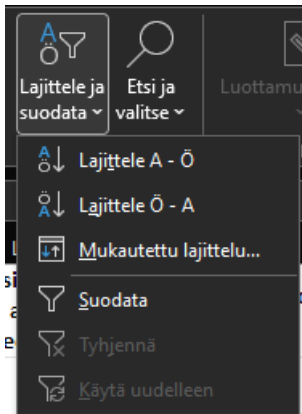 Lajittele ja suodata
Etsi ja valitse
Luottamu
Lajittele A - Ö
Lajittele Ö - A
Mukautettu lajittelu...
Suodata
Tyhjennä
Käytä uudelleen